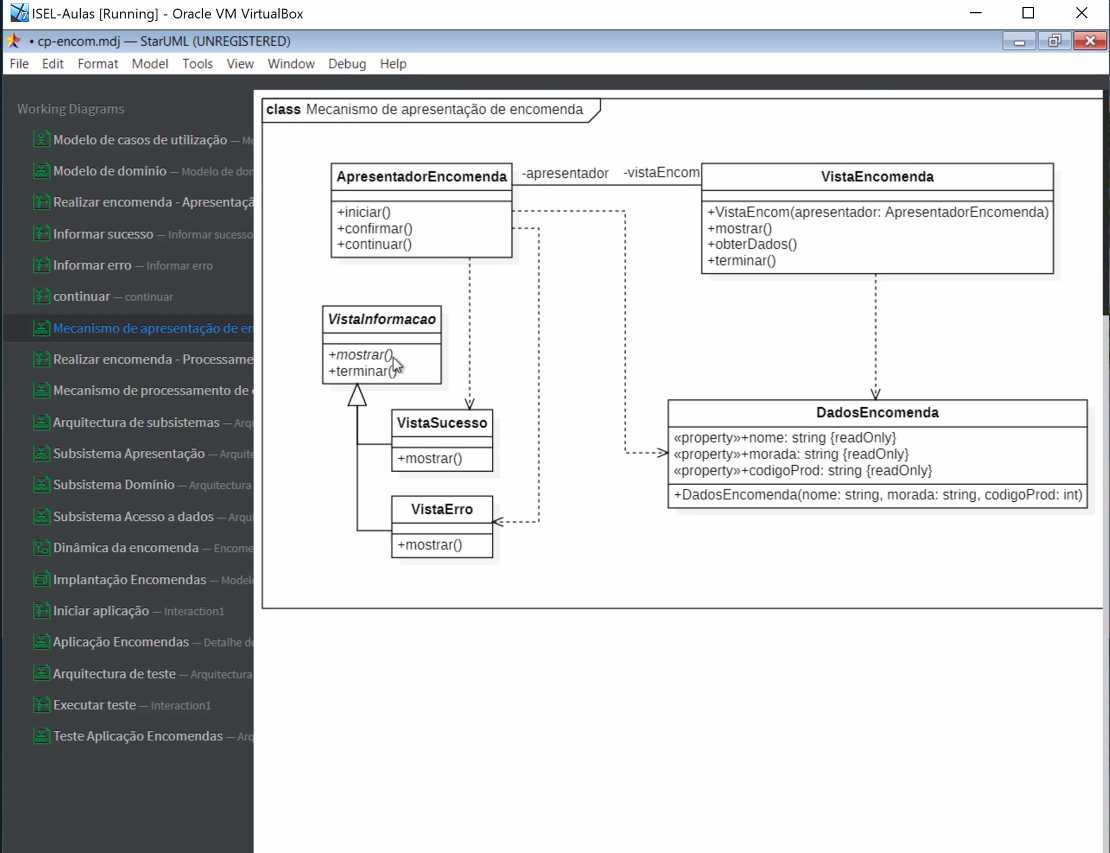 ISEL-Aulas [Running] - Oracle VM VirtualBox
• cp-encom.mdj — StarUML (UNREGISTERED)
File Edit Format Model Tools View Window Debug Help
Working Diagrams
Modelo de casos de utilização — Mo
Modelo de domínio — Modelo de don
Realizar encomenda - Apresentaçã
Informar sucesso — Informar sucesso
Informar erro — Informar erro
continuar — continuar
Mecanismo de apresentação de en
Realizar encomenda - Processame
Mecanismo de processamento de
Arquitectura de subsistemas — Arqu
Subsistema Apresentação — Arquite
Subsistema Domínio — Arquitectura
Subsistema Acesso a dados — Arqui
Dinâmica da encomenda — Encome
Implantação Encomendas — Model
Iniciar aplicação — Interaction1
Aplicação Encomendas — Detalhe de
Arquitectura de teste — Arquitectura
Executar teste — Interaction1
Teste Aplicação Encomendas — Arq
class Mecanismo de apresentação de encomenda
ApresentadorEncomenda
+iniciar()
+confirmar()
+continuar()
-apresentador -vistaEncom
VistaEncomenda
+VistaEncom(apresentador: ApresentadorEncomenda)
+mostrar()
+obterDados()
+terminar()
VistaInformacao
+mostrar()
+terminar()
VistaSucesso
+mostrar()
VistaErro
+mostrar()
DadosEncomenda
«property»+nome: string {readOnly}
«property»+morada: string {readOnly}
«property»+codigoProd: string {readOnly}
+DadosEncomenda(nome: string, morada: string, codigoProd: int)